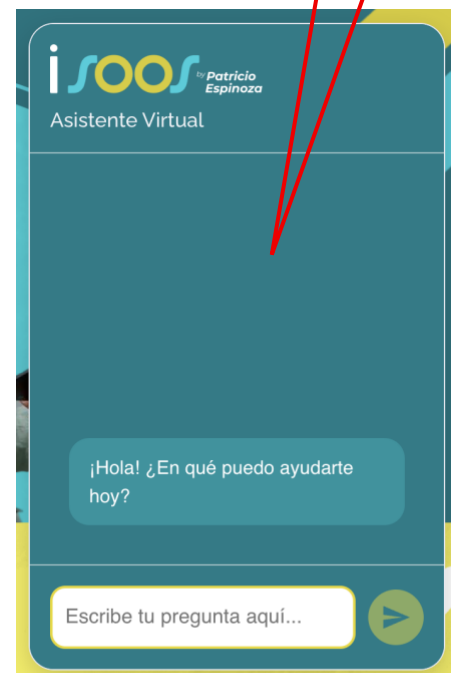 isoos by Patricio
Espinoza
Asistente Virtual
¡Hola! ¿En qué puedo ayudarte
hoy?
Escribe tu pregunta aquí...